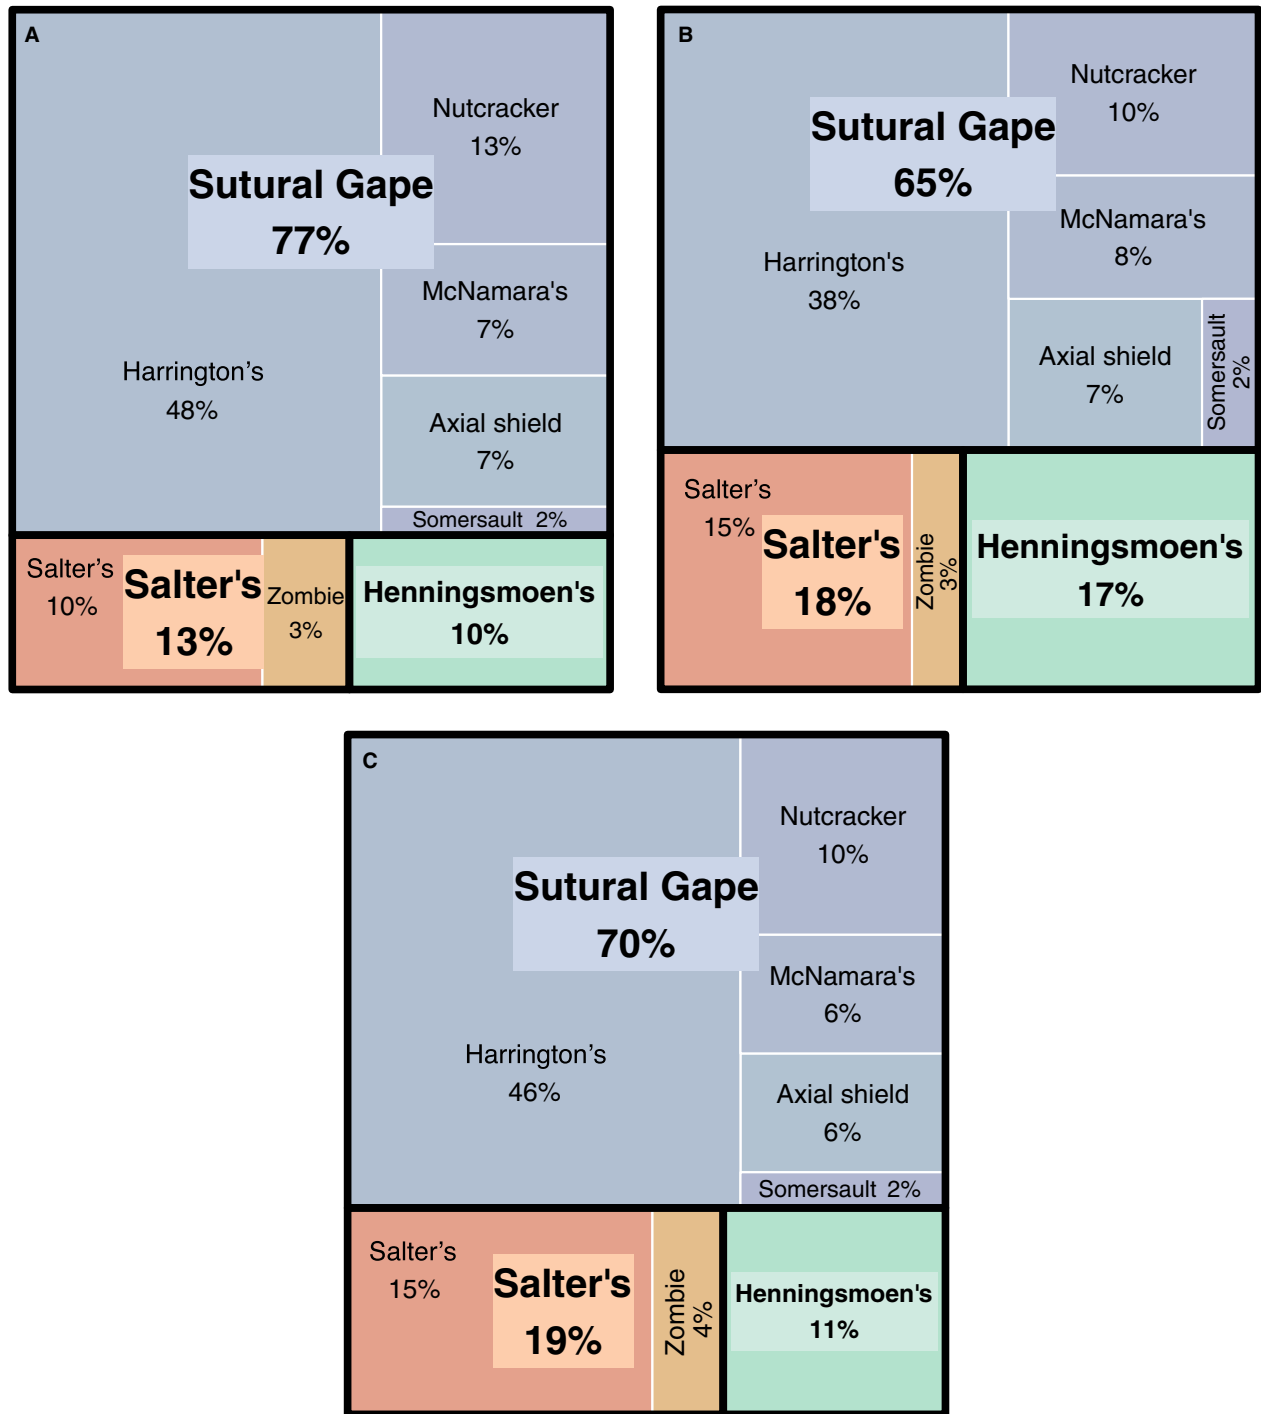 A
Nutcracker
13%
Sutural Gape
77%
McNamara's
7%
Harrington’s
48%
Axial shield
7%
Somersault 2%
Salter’s
10%
Salter's
13%
Zombie
3%
Henningsmoen's
10%
B
Nutcracker
10%
Sutural Gape
65%
McNamara's
8%
Harrington's
38%
Axial shield
7%
Somersault
2%
Salter’s
15%
Salter's
18%
Zombie
3%
Henningsmoen's
17%
C
Nutcracker
10%
Sutural Gape
70%
McNamara's
6%
Harrington’s
46%
Axial shield
6%
Somersault 2%
Salter’s
15%
Salter's
19%
Zombie
4%
Henningsmoen's
11%